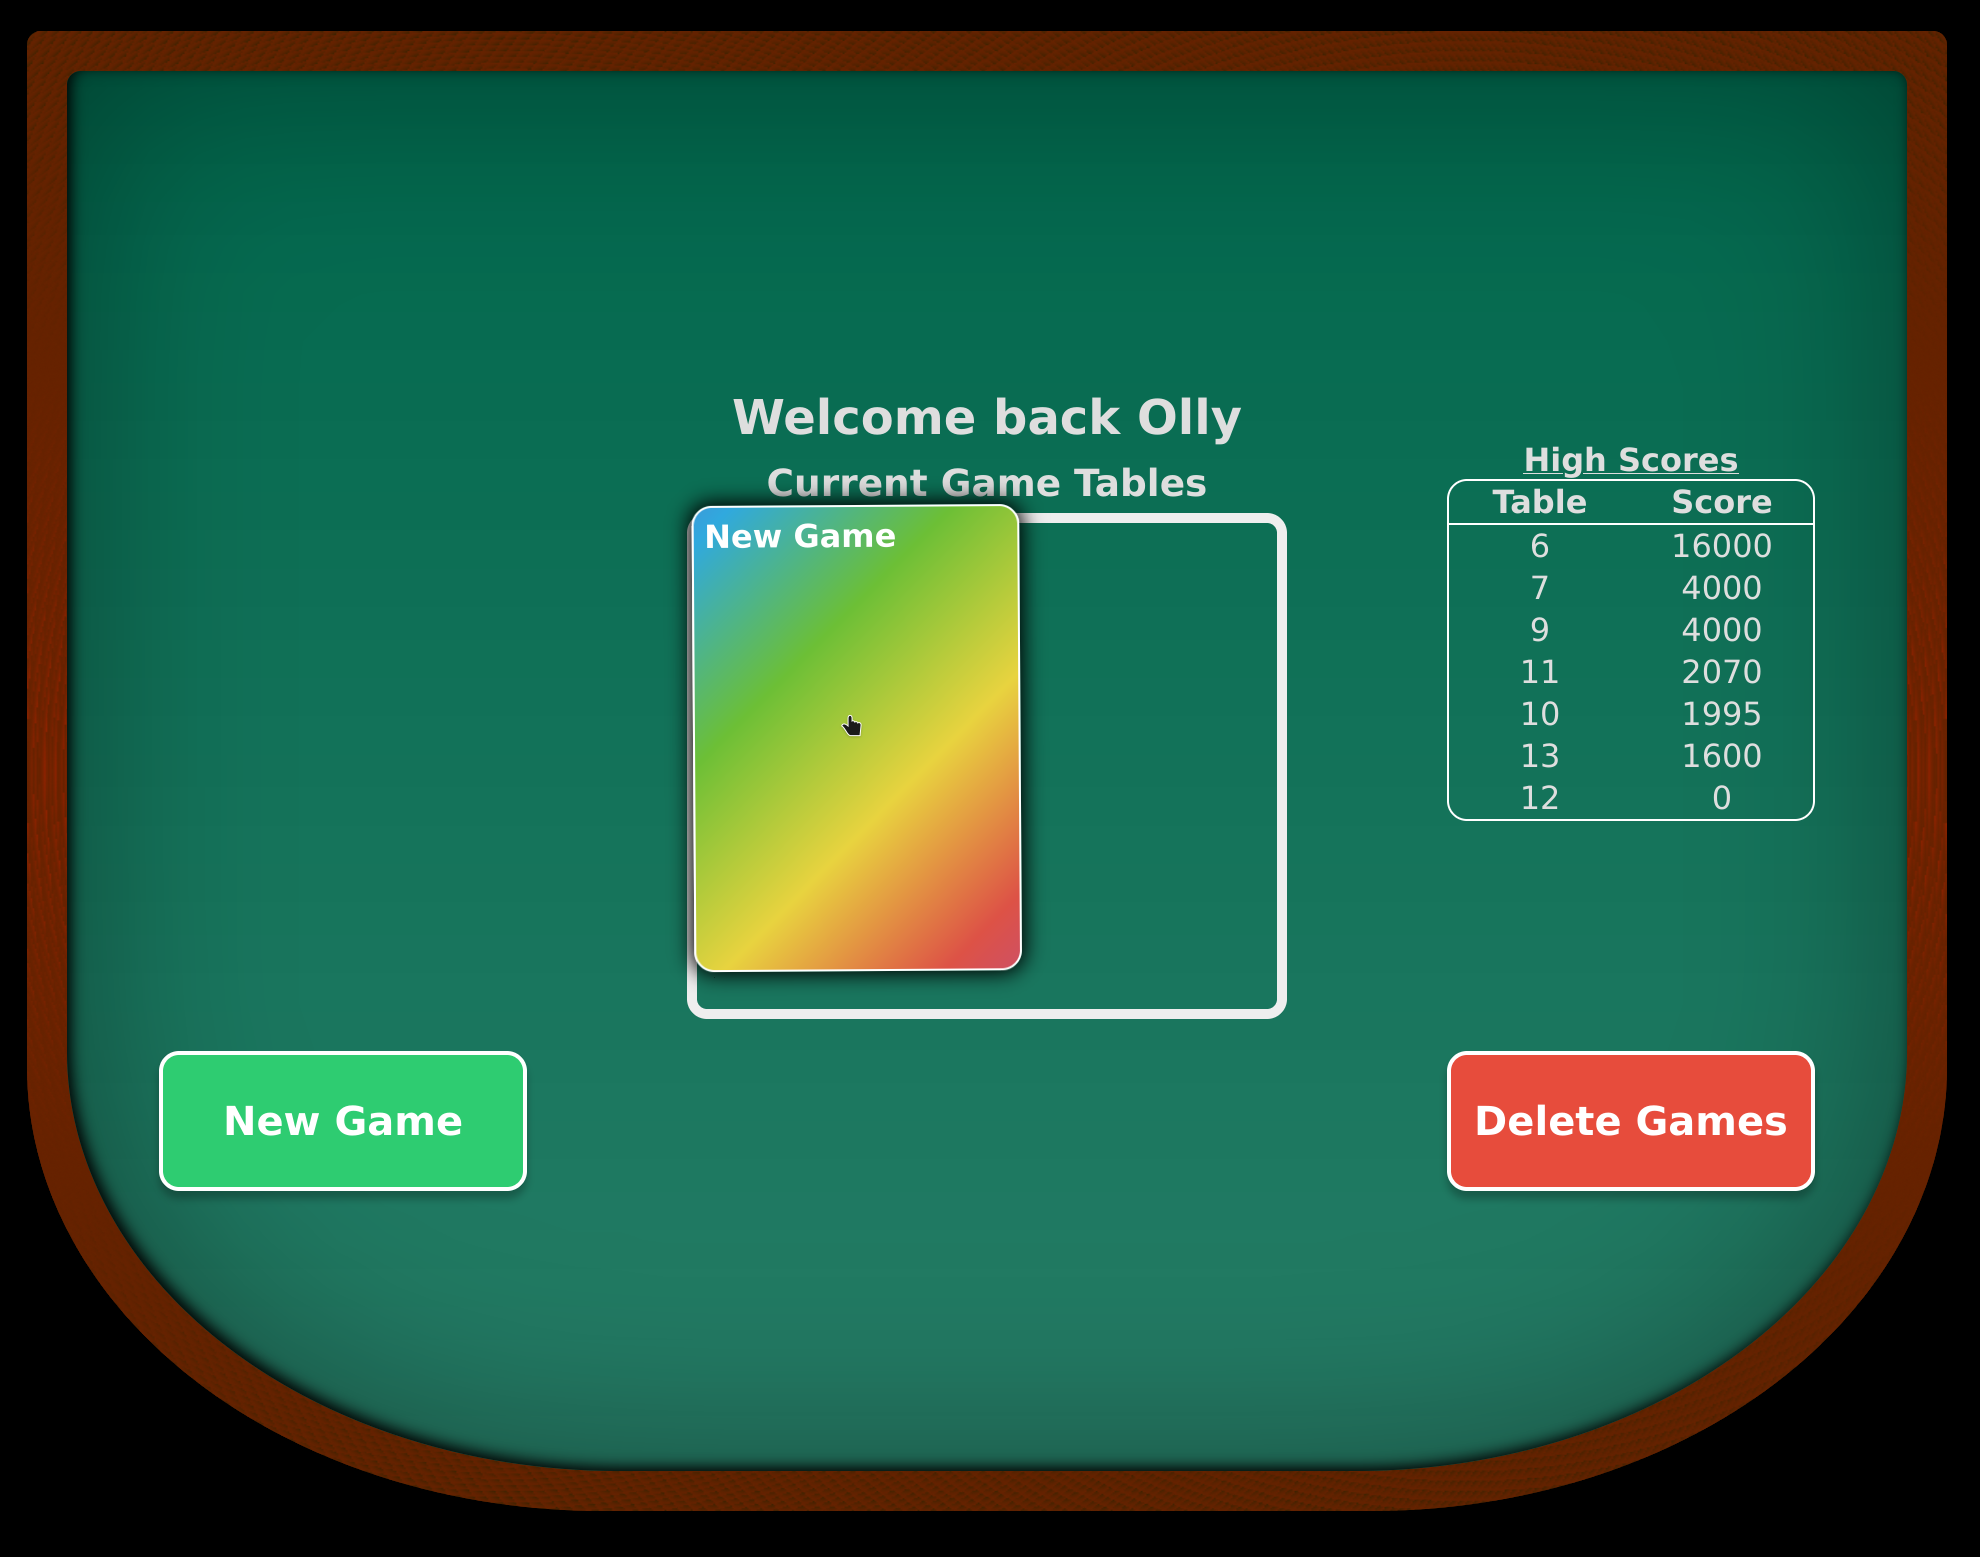 Welcome back Olly
Current Game Tables
New Game
High Scores
Table Score
6 16000
7 4000
9 4000
11 2070
10 1995
13 1600
12 0
New Game
Delete Games